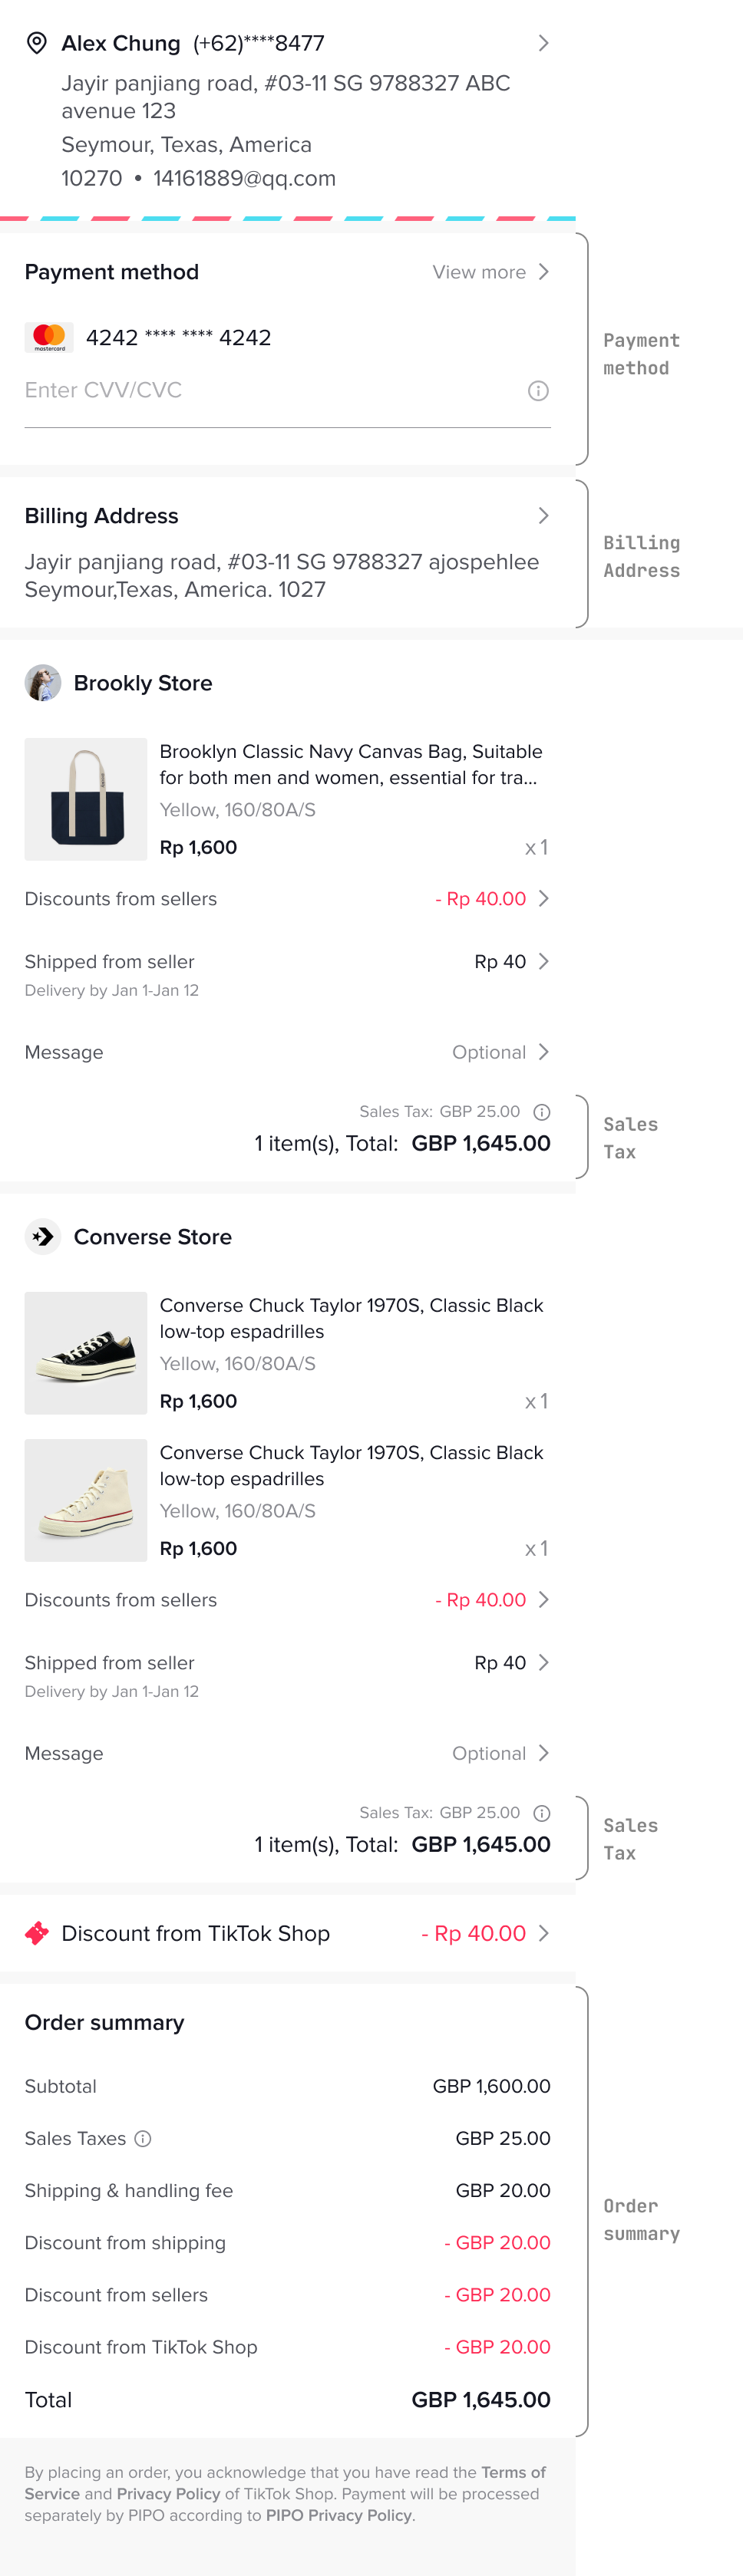 Alex Chung (+62)****8477
Jayir panjiang road, #03-11 SG 9788327 ABC
avenue 123
Seymour, Texas, America
10270 • 14161889@qq.com
Payment method View more
mastercard 4242 **** **** 4242
Enter CVV/CVC
Payment
method
Billing Address
Jayir panjiang road, #03-11 SG 9788327 ajospehlee
Seymour,Texas, America. 1027
Billing
Address
Brookly Store
Brooklyn Classic Navy Canvas Bag, Suitable
for both men and women, essential for tra...
Yellow, 160/80A/S
Rp 1,600 x 1
Discounts from sellers - Rp 40.00
Shipped from seller Rp 40
Delivery by Jan 1-Jan 12
Message Optional
Sales Tax: GBP 25.00
1 item(s), Total: GBP 1,645.00
Sales
Tax
Converse Store
Converse Chuck Taylor 1970S, Classic Black
low-top espadrilles
Yellow, 160/80A/S
Rp 1,600 x 1
Converse Chuck Taylor 1970S, Classic Black
low-top espadrilles
Yellow, 160/80A/S
Rp 1,600 x 1
Discounts from sellers - Rp 40.00
Shipped from seller Rp 40
Delivery by Jan 1-Jan 12
Message Optional
Sales Tax: GBP 25.00
1 item(s), Total: GBP 1,645.00
Sales
Tax
Discount from TikTok Shop - Rp 40.00
Order summary
Subtotal GBP 1,600.00
Sales Taxes GBP 25.00
Shipping & handling fee GBP 20.00
Discount from shipping - GBP 20.00
Discount from sellers - GBP 20.00
Discount from TikTok Shop - GBP 20.00
Total GBP 1,645.00
Order
summary
By placing an order, you acknowledge that you have read the Terms of
Service and Privacy Policy of TikTok Shop. Payment will be processed
separately by PIPO according to PIPO Privacy Policy.